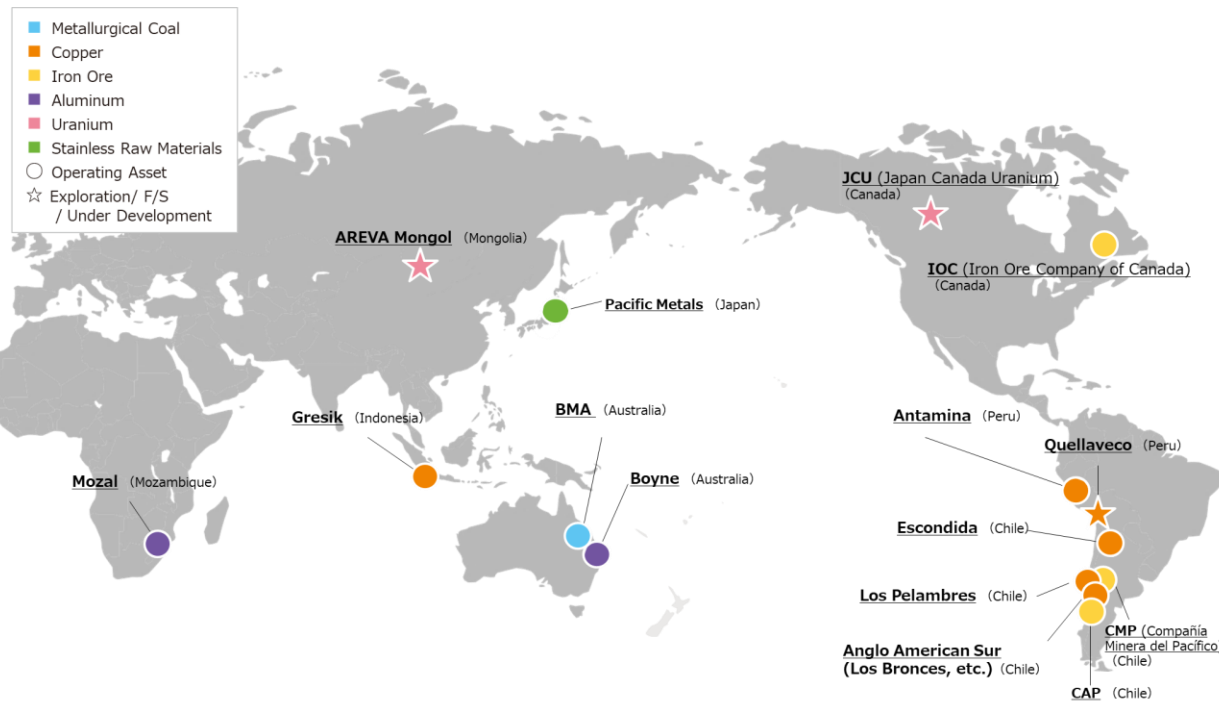 Metallurgical Coal
Copper
Iron Ore
Aluminum
Uranium
Stainless Raw Materials
Operating Asset
Exploration/ F/S
/ Under Development
JCU (Japan Canada Uranium)
(Canada)
AREVA Mongol (Mongolia)
IOC (Iron Ore Company of Canada)
(Canada)
Pacific Metals (Japan)
Gresik (Indonesia)
BMA (Australia)
Antamina (Peru)
Quellaveco (Peru)
Mozal (Mozambique)
Boyne (Australia)
Escondida (Chile)
Los Pelambres (Chile)
CMP (Compañía
Minera del Pacífico)
(Chile)
Anglo American Sur
(Los Bronces, etc.) (Chile)
CAP (Chile)